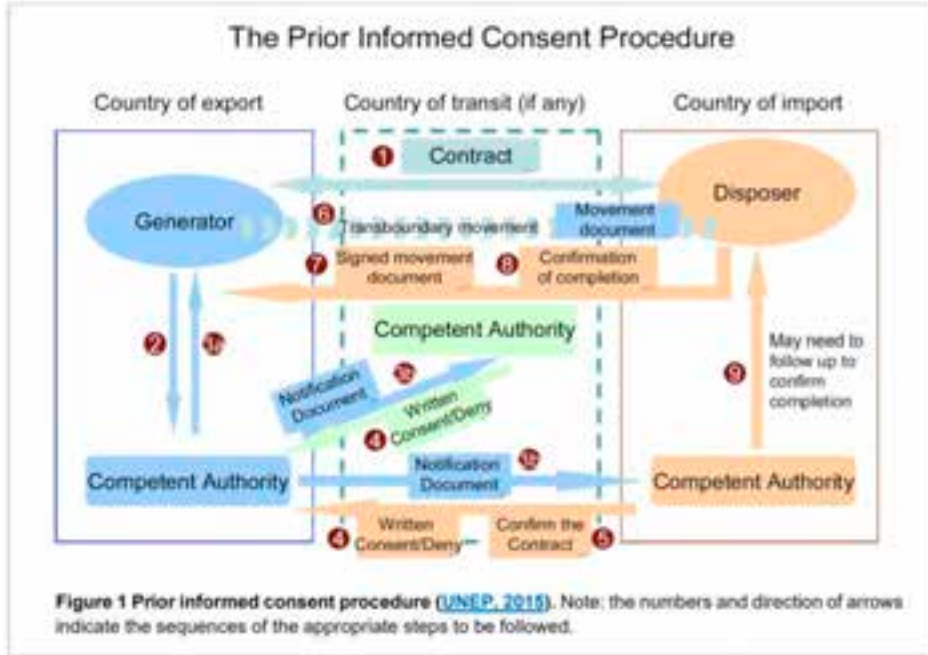 The Prior Informed Consent Procedure
Country of export
Country of transit (if any)
Country of import
1
Contract
Generator
Disposer
6
Transboundary movement
Movement
document
7
Signed movement
document
8
Confirmation
of completion
Competent Authority
2
9
May need to
follow up to
confirm
completion
Notification
Document
4
Written
Consent/Deny
Competent Authority
Notification
Document
Competent Authority
4
Written
Consent/Deny
Confirm the
Contract
5
Figure 1 Prior informed consent procedure (UNEP, 2015). Note: the numbers and direction of arrows
indicate the sequences of the appropriate steps to be followed.